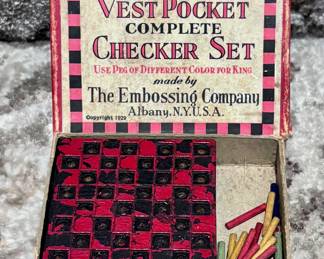 VEST POCKET
COMPLETE
CHECKER SET
USE PEG OF DIFFERENT COLOR FOR KING
made by
The Embossing Company
Albany, N.Y. U.S.A.
Copyright 1929